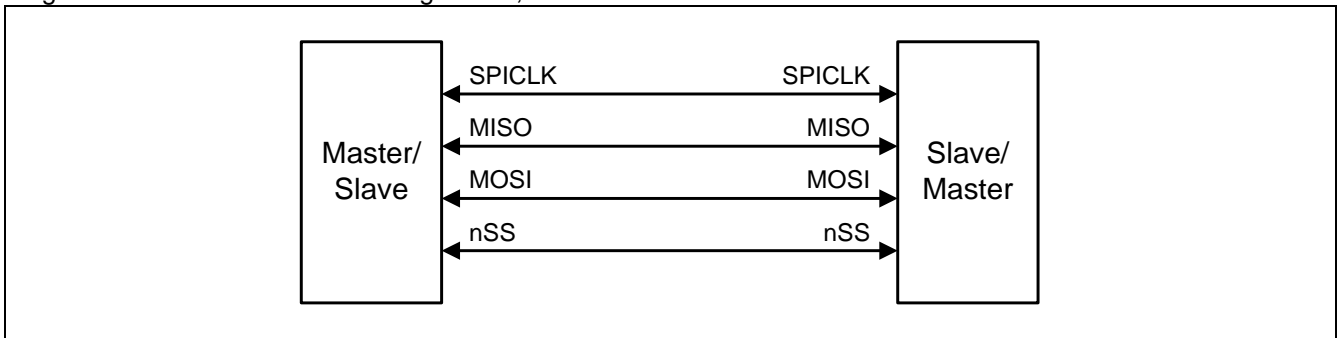 SPICLK SPICLK
MISO MISO
Master/ Slave/
Slave Master
MOSI MOSI
nSS nSS